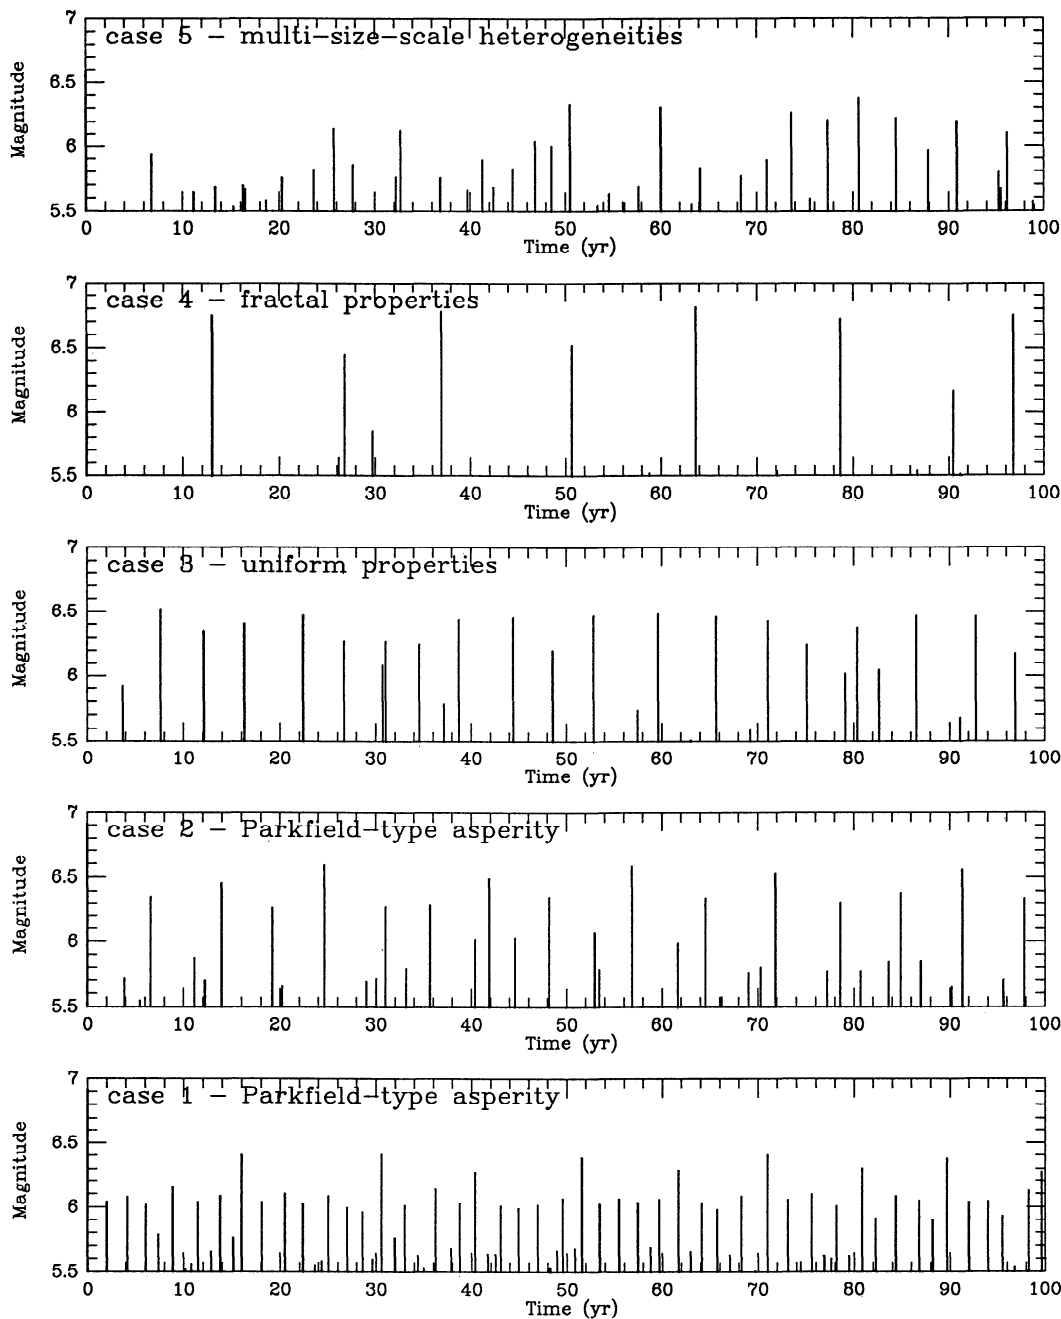 case 5 – multi-size-scale heterogeneities
7
6.5
6
5.5
Magnitude
0 10 20 30 40 50 60 70 80 90 100
Time (yr)
case 4 – fractal properties
7
6.5
6
5.5
Magnitude
0 10 20 30 40 50 60 70 80 90 100
Time (yr)
case 3 – uniform properties
7
6.5
6
5.5
Magnitude
0 10 20 30 40 50 60 70 80 90 100
Time (yr)
case 2 – Parkfield-type asperity
7
6.5
6
5.5
Magnitude
0 10 20 30 40 50 60 70 80 90 100
Time (yr)
case 1 – Parkfield-type asperity
7
6.5
6
5.5
Magnitude
0 10 20 30 40 50 60 70 80 90 100
Time (yr)